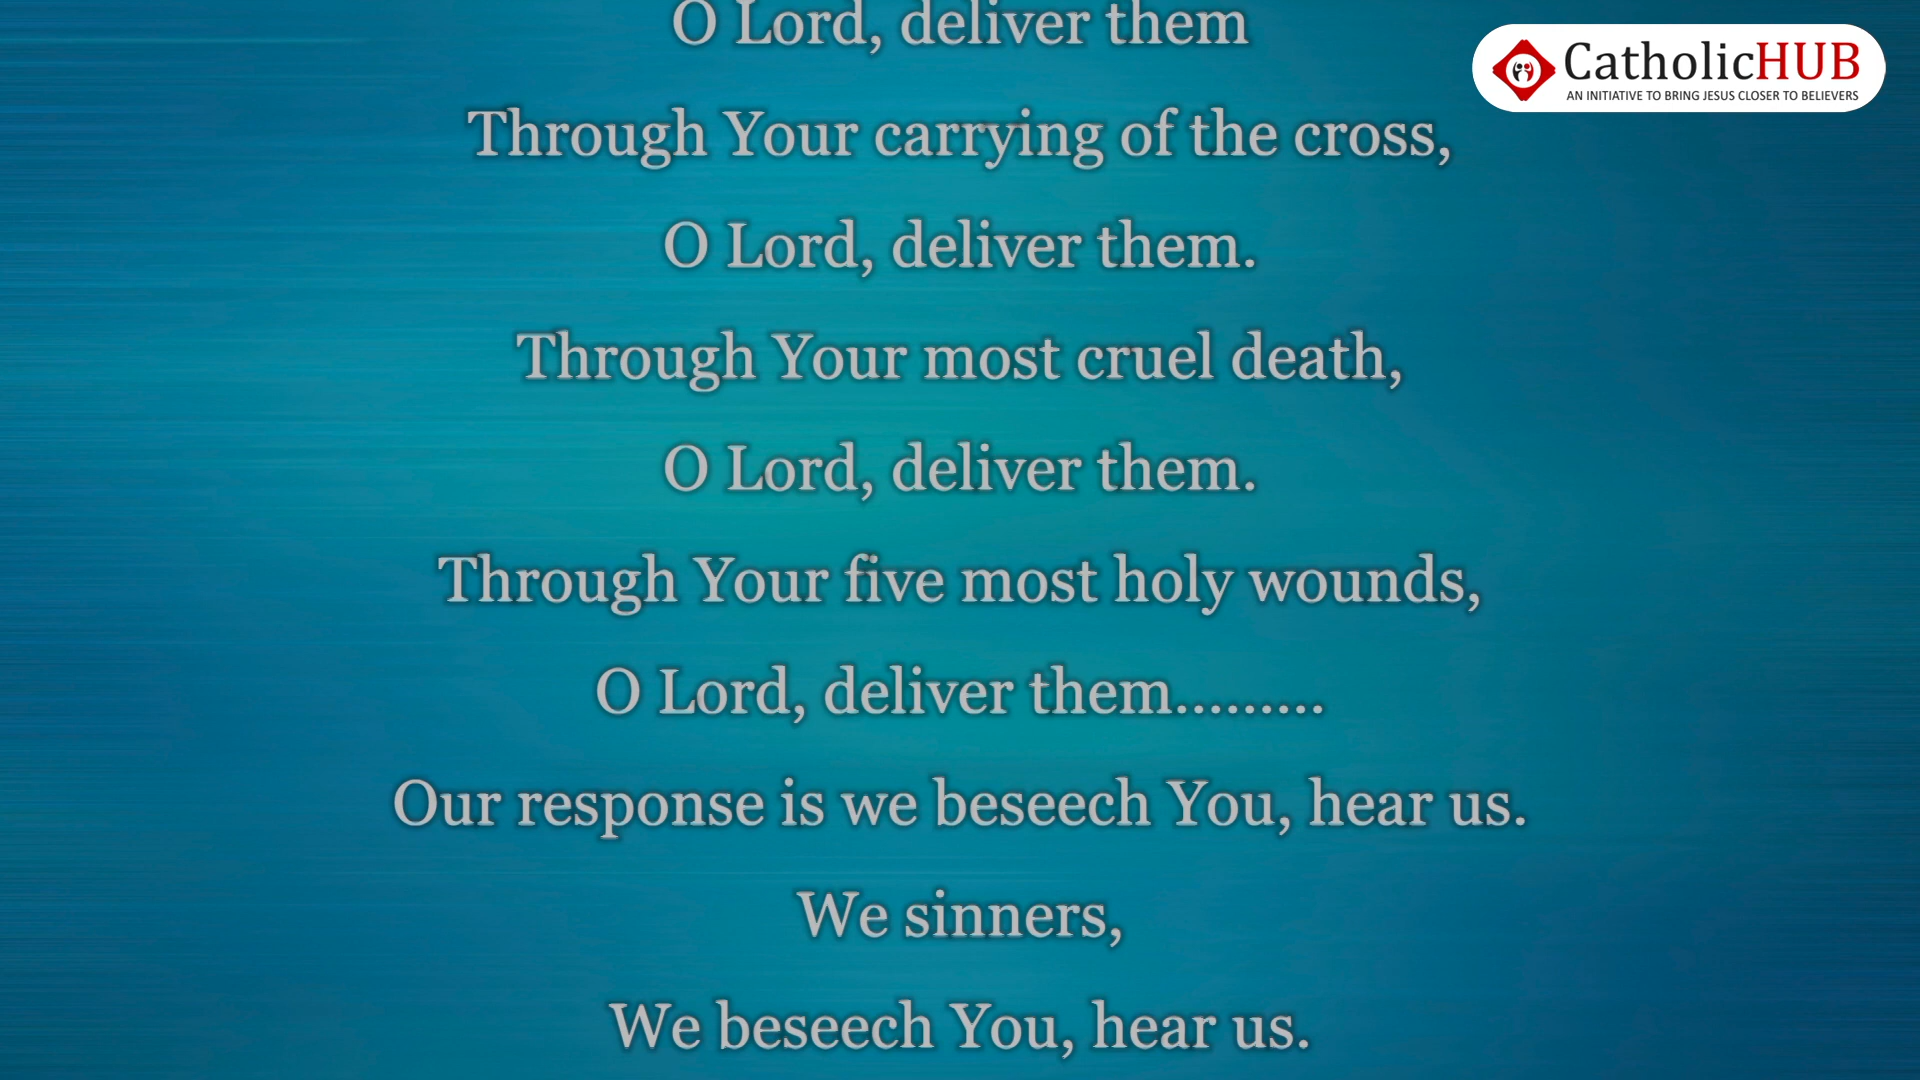 O Lord, deliver them
CatholicHUB
AN INITIATIVE TO BRING JESUS CLOSER TO BELIEVERS
Through Your carrying of the cross,
O Lord, deliver them.
Through Your most cruel death,
O Lord, deliver them.
Through Your five most holy wounds,
O Lord, deliver them.........
Our response is we beseech You, hear us.
We sinners,
We beseech You, hear us.